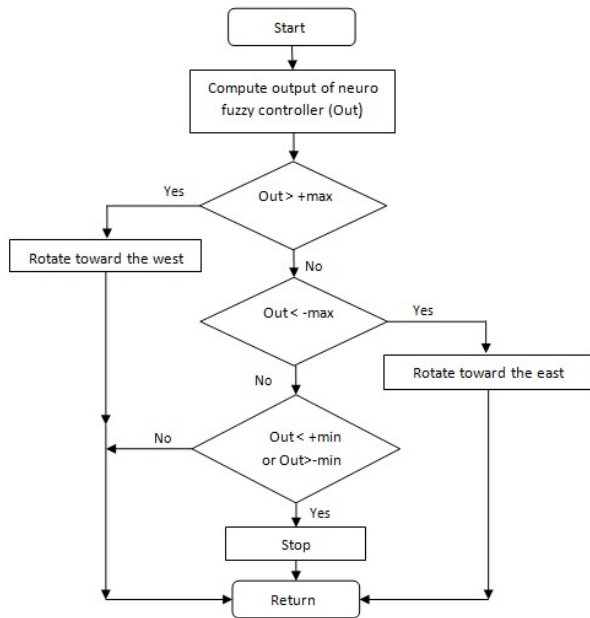 Start
Compute output of neuro
fuzzy controller (Out)
Yes
Out > +max
Rotate toward the west
No
Out < -max
Yes
Rotate toward the east
No
No
Out < +min
or Out>-min
Yes
Stop
Return